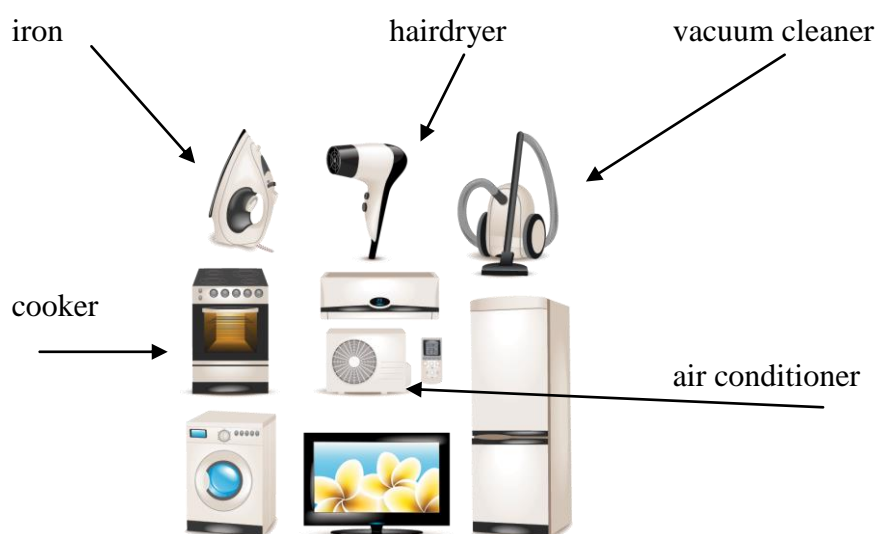 iron
hairdryer
vacuum cleaner
cooker
air conditioner